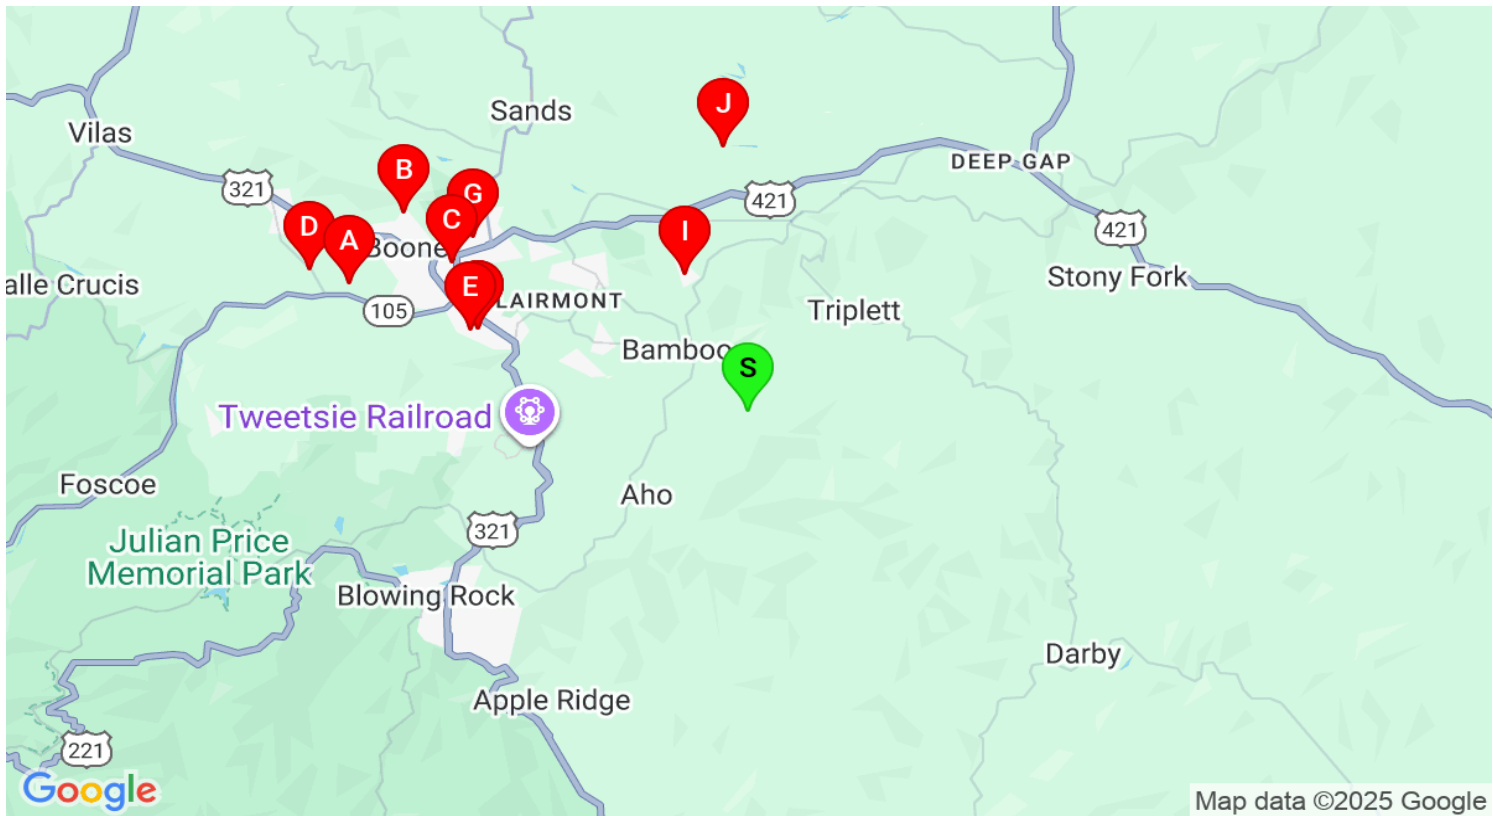 J
Sands
Vilas
B
DEEP GAP
321
G
421
C
D
A
I
421
Boone
alle Crucis
Stony Fork
E
LAIRMONT
105
Triplett
Bamboo
S
Tweetsie Railroad
Foscoe
Aho
321
Julian Price
Memorial Park
Blowing Rock
Darby
Apple Ridge
221
Google
Map data ©2025 Google